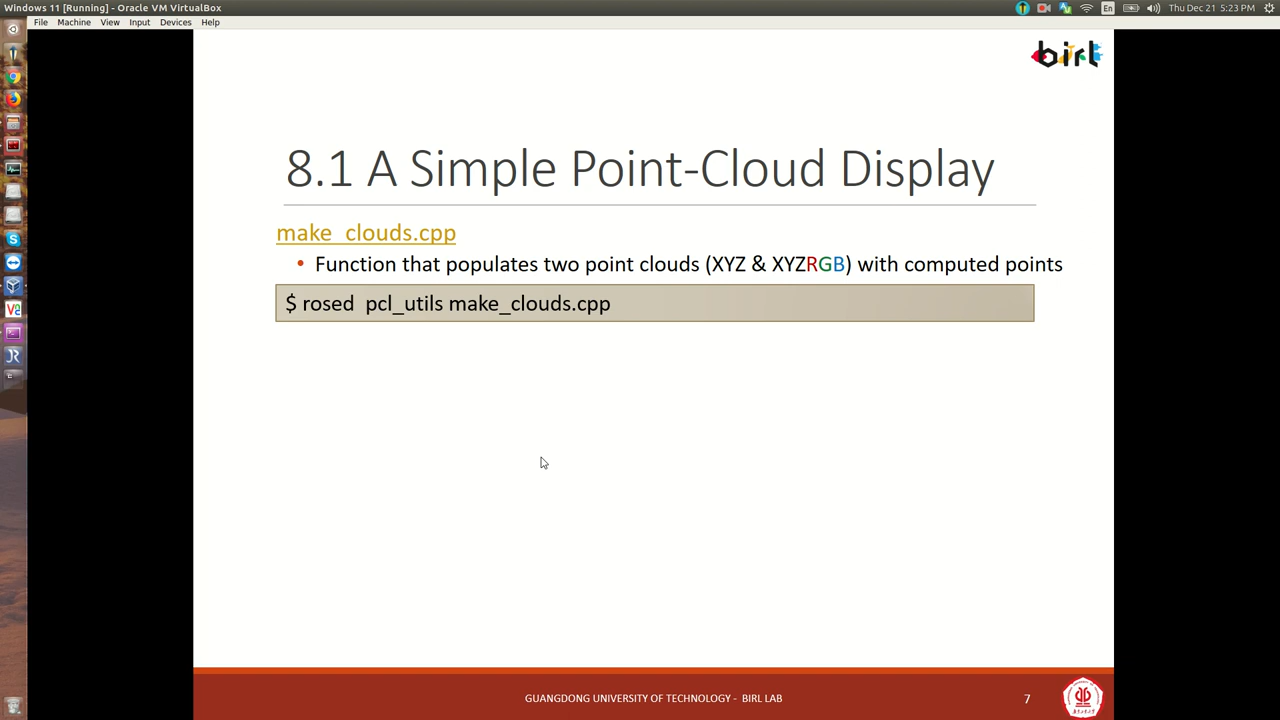 Windows 11 [Running] - Oracle VM VirtualBox
En
Thu Dec 21 5:23 PM
File Machine View Input Devices Help
birl
8.1 A Simple Point-Cloud Display
make_clouds.cpp
• Function that populates two point clouds (XYZ & XYZRGB) with computed points
$ rosed pcl_utils make_clouds.cpp
GUANGDONG UNIVERSITY OF TECHNOLOGY - BIRL LAB
7